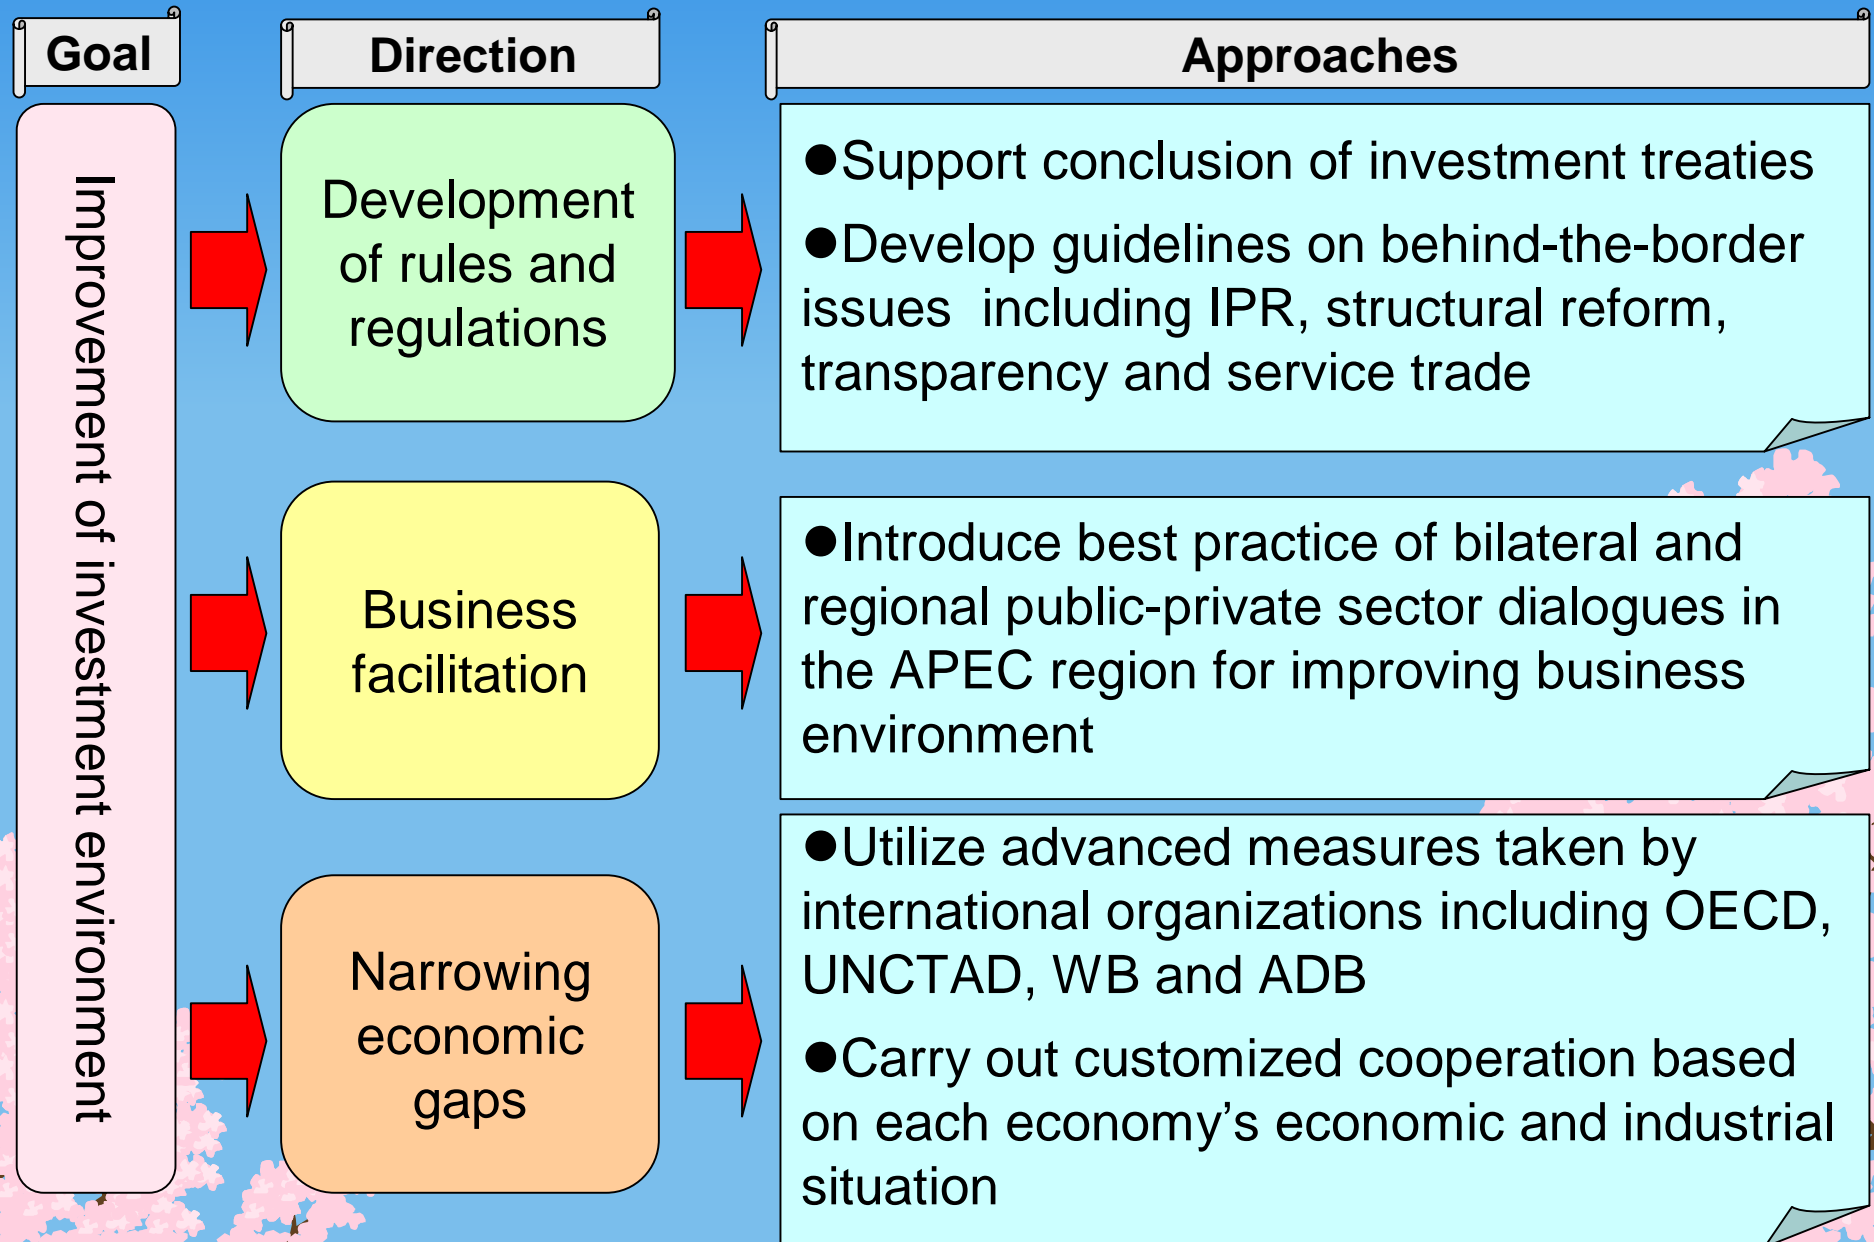 Goal
Direction
Approaches
Improvement of investment environment
Development
of rules and
regulations
●Support conclusion of investment treaties
●Develop guidelines on behind-the-border
issues  including IPR, structural reform,
transparency and service trade
Business
facilitation
●Introduce best practice of bilateral and
regional public-private sector dialogues in
the APEC region for improving business
environment
Narrowing
economic
gaps
●Utilize advanced measures taken by
international organizations including OECD,
UNCTAD, WB and ADB
●Carry out customized cooperation based
on each economy’s economic and industrial
situation